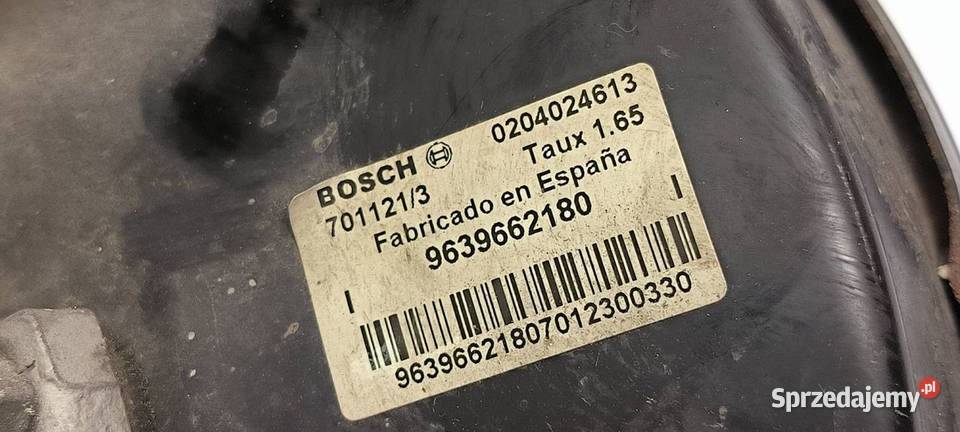 BOSCH 0204024613
701121/3 Taux 1.65
Fabricado en España
9639662180
I I
96396621807012300330
Sprzedajemy.pl